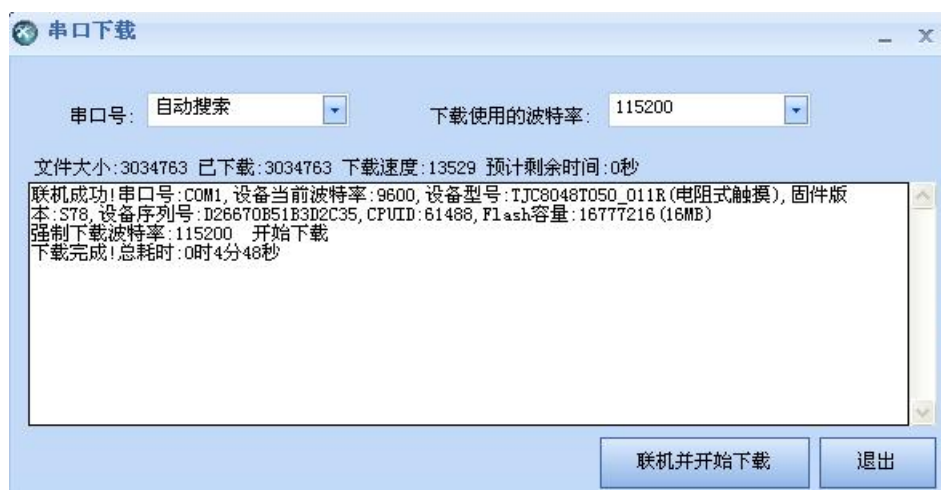 串口下载
串口号: 自动搜索 下载使用的波特率: 115200
文件大小:3034763 已下载:3034763 下载速度:13529 预计剩余时间:0秒
联机成功!串口号:COM1,设备当前波特率:9600,设备型号:TJC8048T050_011R(电阻式触摸),固件版
本:S78,设备序列号:D26670B51B3D2C35,CPUID:61488,Flash容量:16777216(16MB)
强制下载波特率:115200 开始下载
下载完成!总耗时:0时4分48秒
联机并开始下载 退出